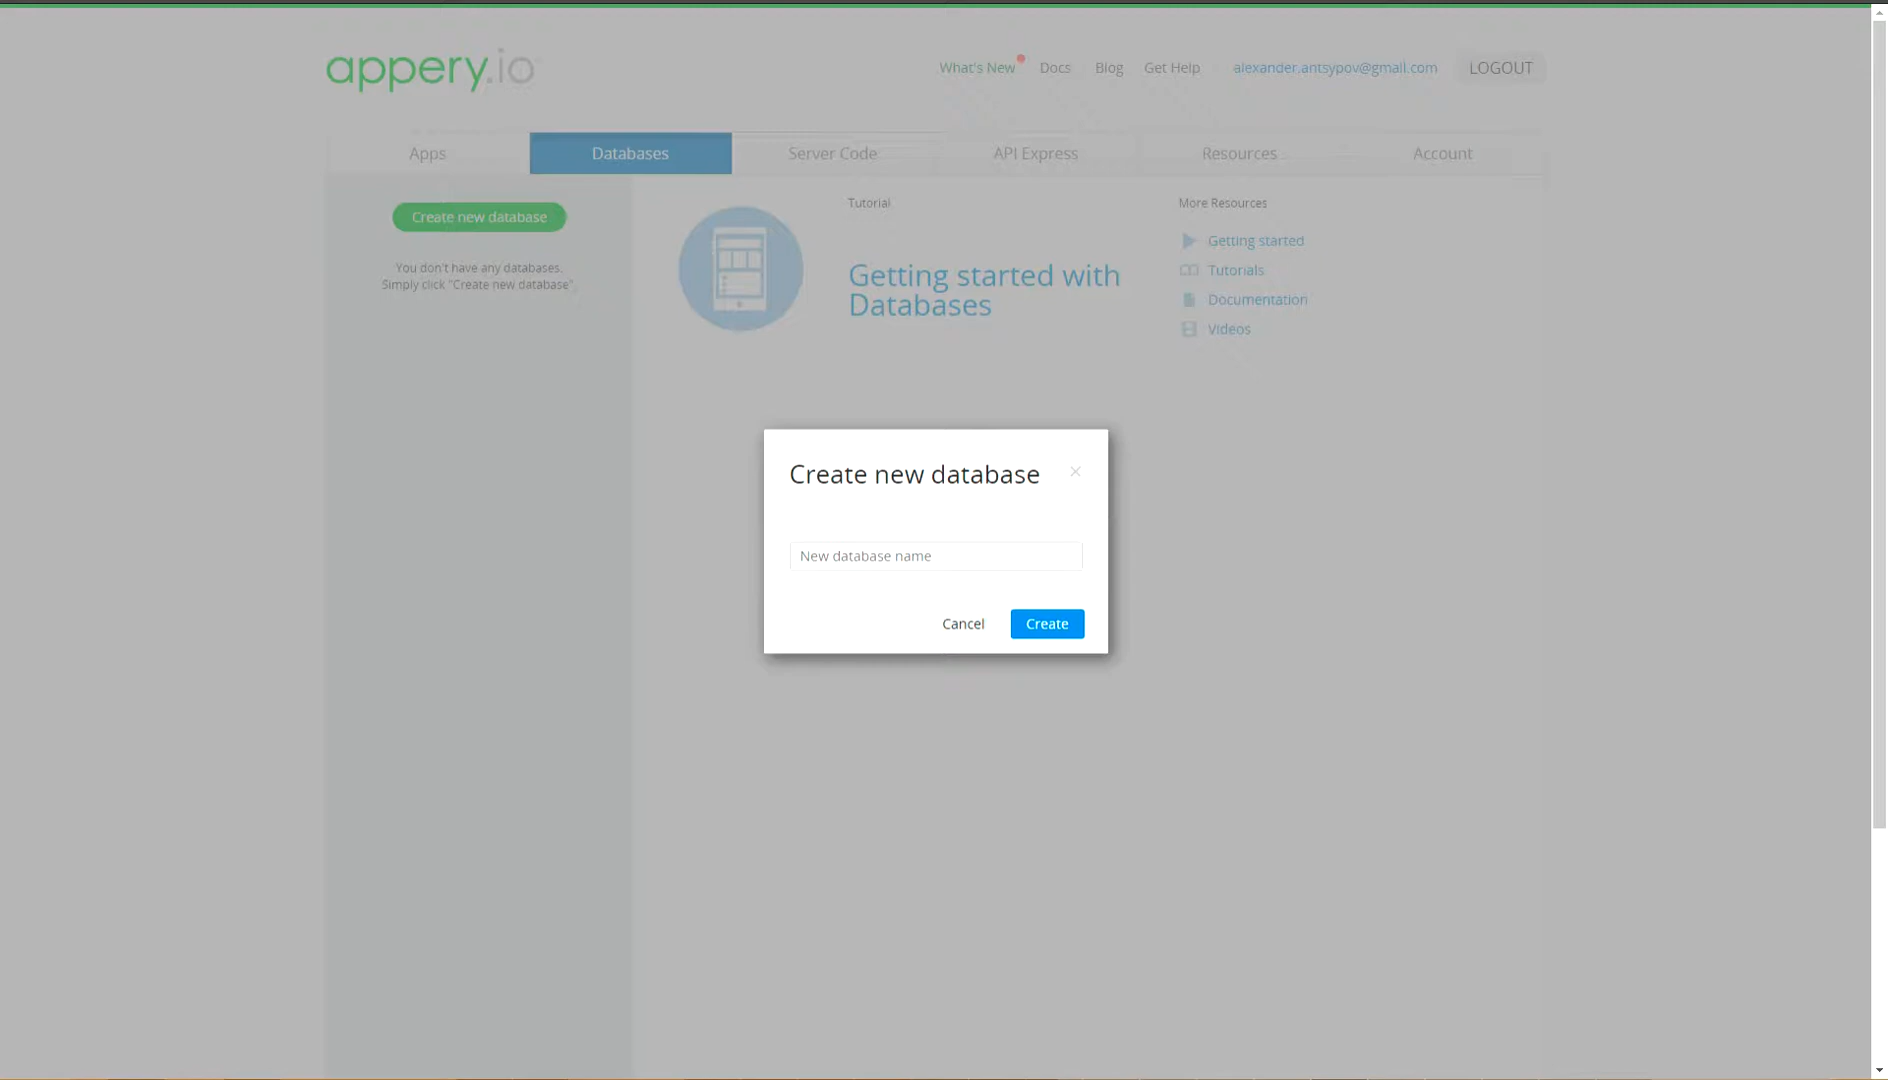 appery.io
What's New
Docs
Blog
Get Help
alexander.antsypov@gmail.com
LOGOUT
Apps
Databases
Server Code
API Express
Resources
Account
Create new database
You don't have any databases.
Simply click "Create new database".
Tutorial
Getting started with
Databases
More Resources
Getting started
Tutorials
Documentation
Videos
Create new database
×
New database name
Cancel
Create